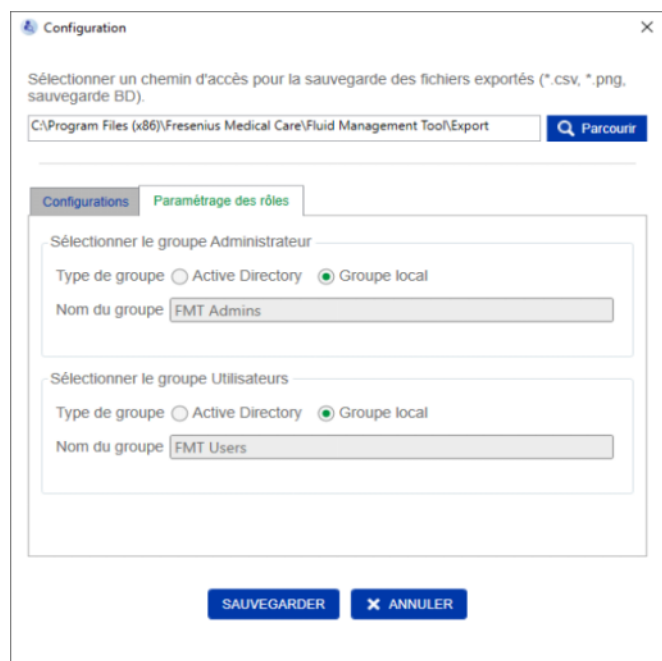 Configuration
Sélectionner un chemin d'accès pour la sauvegarde des fichiers exportés (*.csv, *.png,
sauvegarde BD).
C:\Program Files (x86)\Fresenius Medical Care\Fluid Management Tool\Export
Parcourir
Configurations Paramétrage des rôles
Sélectionner le groupe Administrateur
Type de groupe Active Directory Groupe local
Nom du groupe FMT Admins
Sélectionner le groupe Utilisateurs
Type de groupe Active Directory Groupe local
Nom du groupe FMT Users
SAUVEGARDER ANNULER